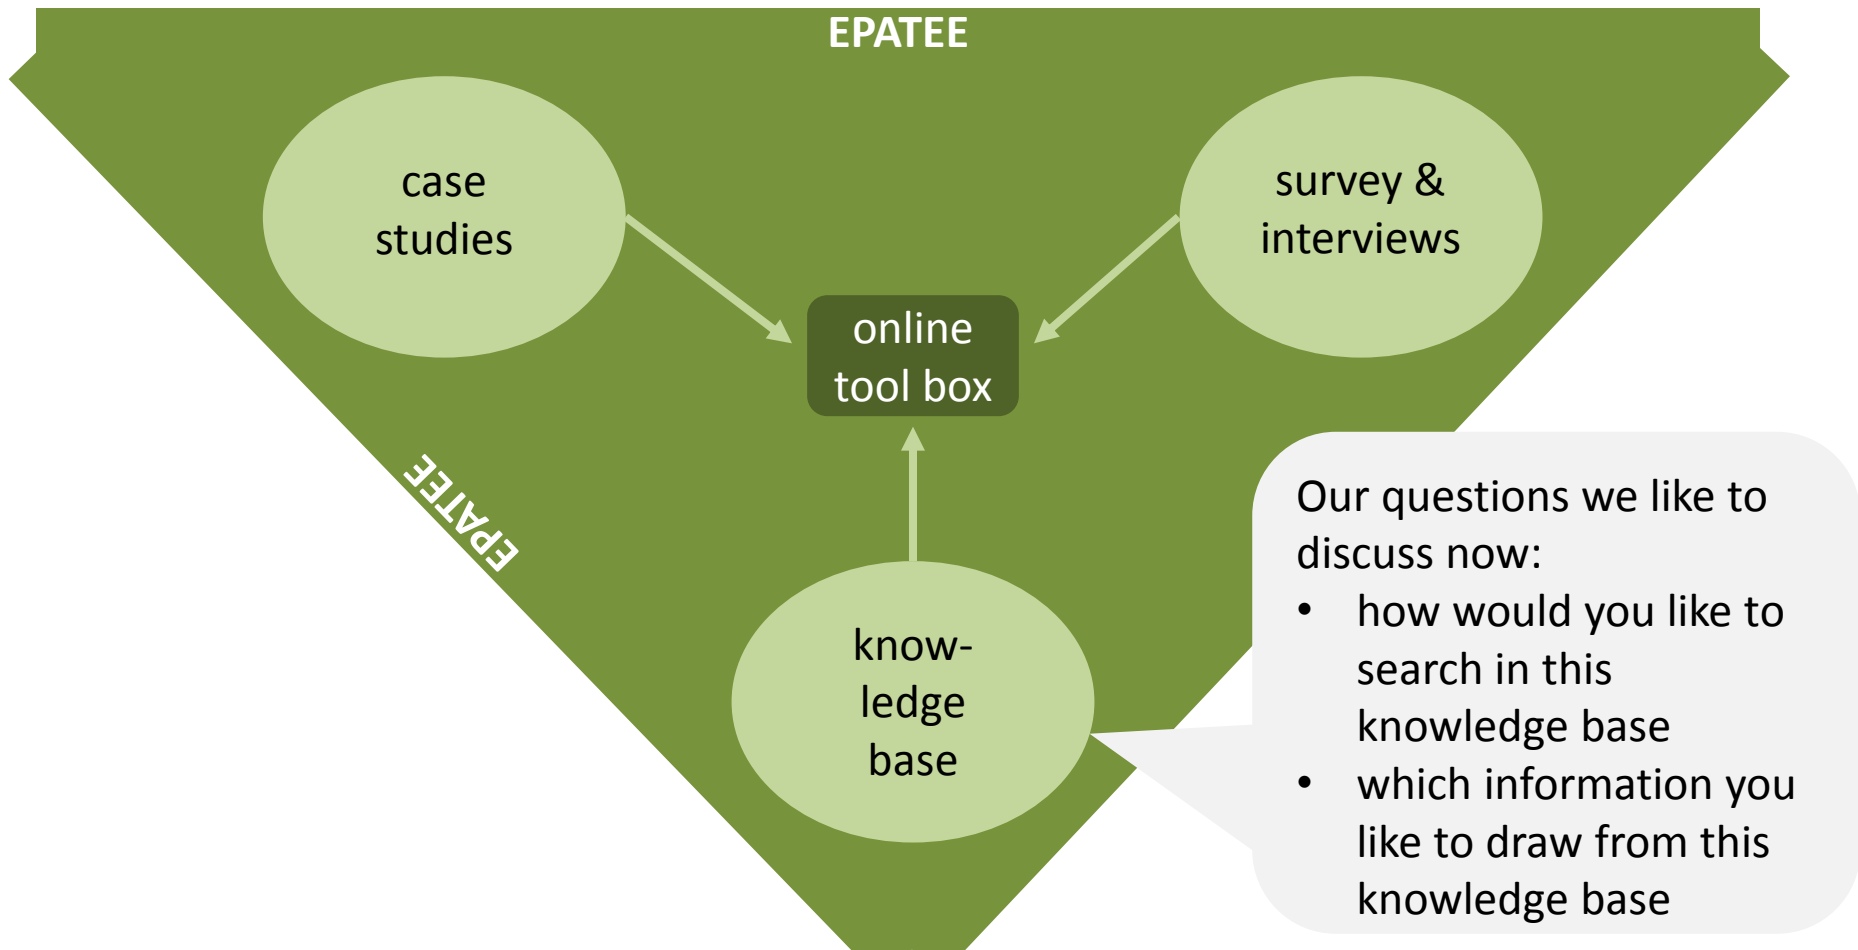 EPATEE
case
studies
survey &
interviews
online
tool box
EPATEE
know-
ledge
base
Our questions we like to
discuss now:
• how would you like to
search in this
knowledge base
• which information you
like to draw from this
knowledge base